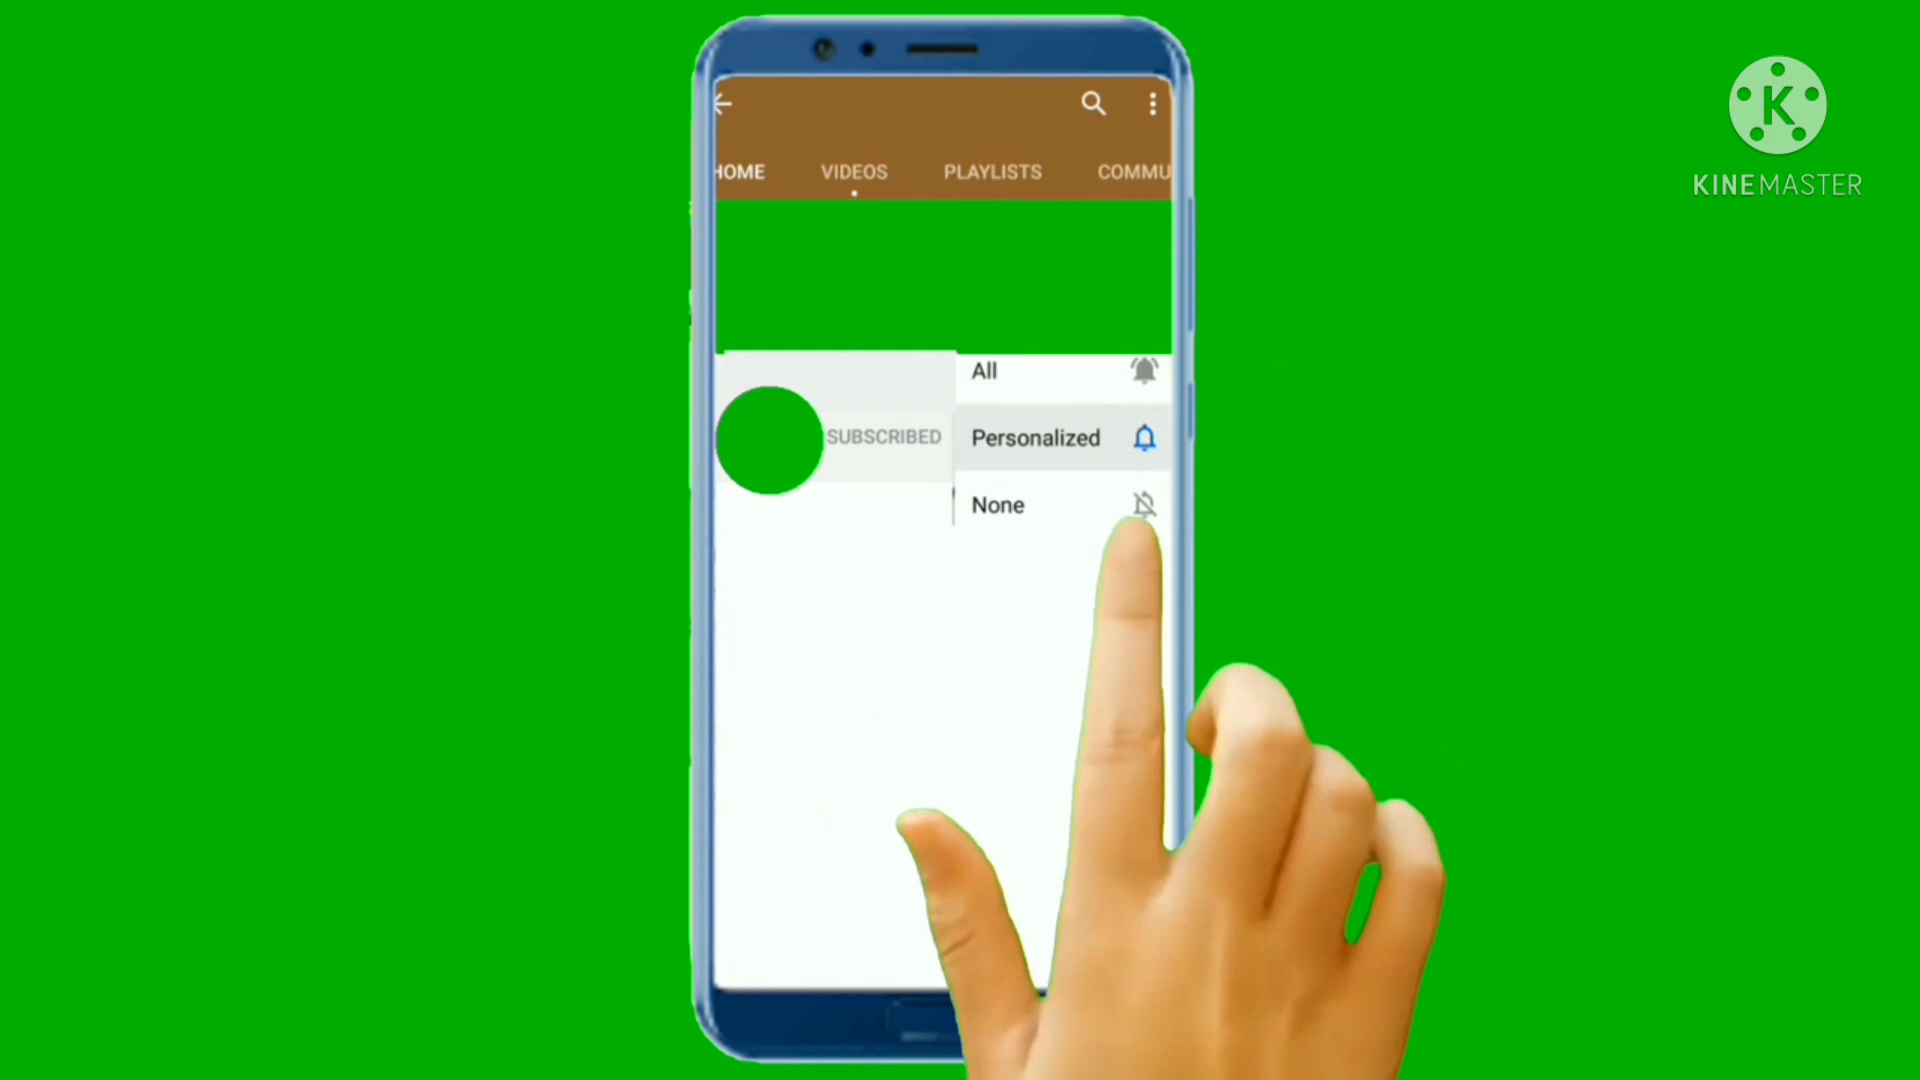 K
KINEMASTER
HOME VIDEOS PLAYLISTS COMMU
All
SUBSCRIBED Personalized
None